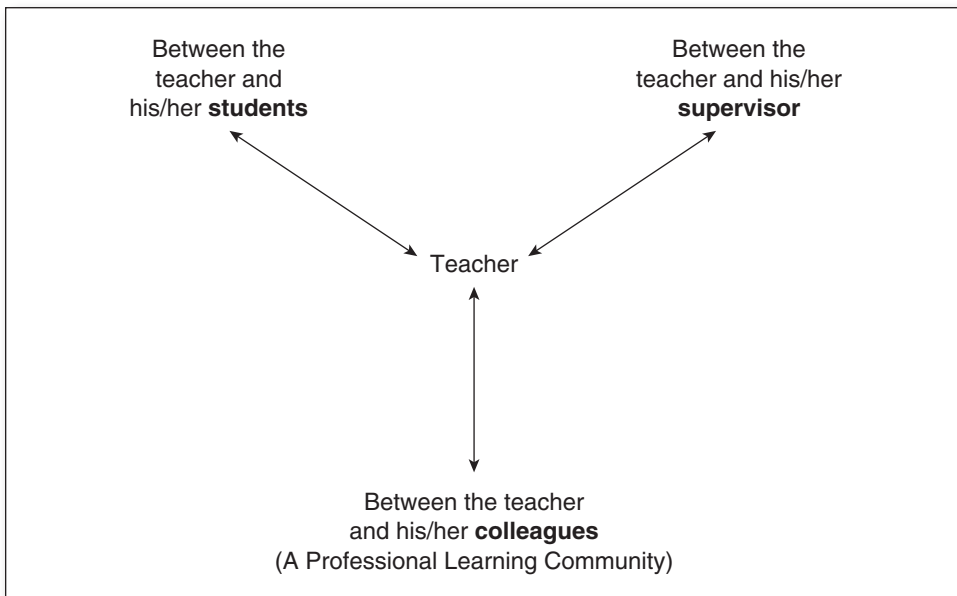 Between the
teacher and
his/her students
Between the
teacher and his/her
supervisor
Teacher
Between the teacher
and his/her colleagues
(A Professional Learning Community)